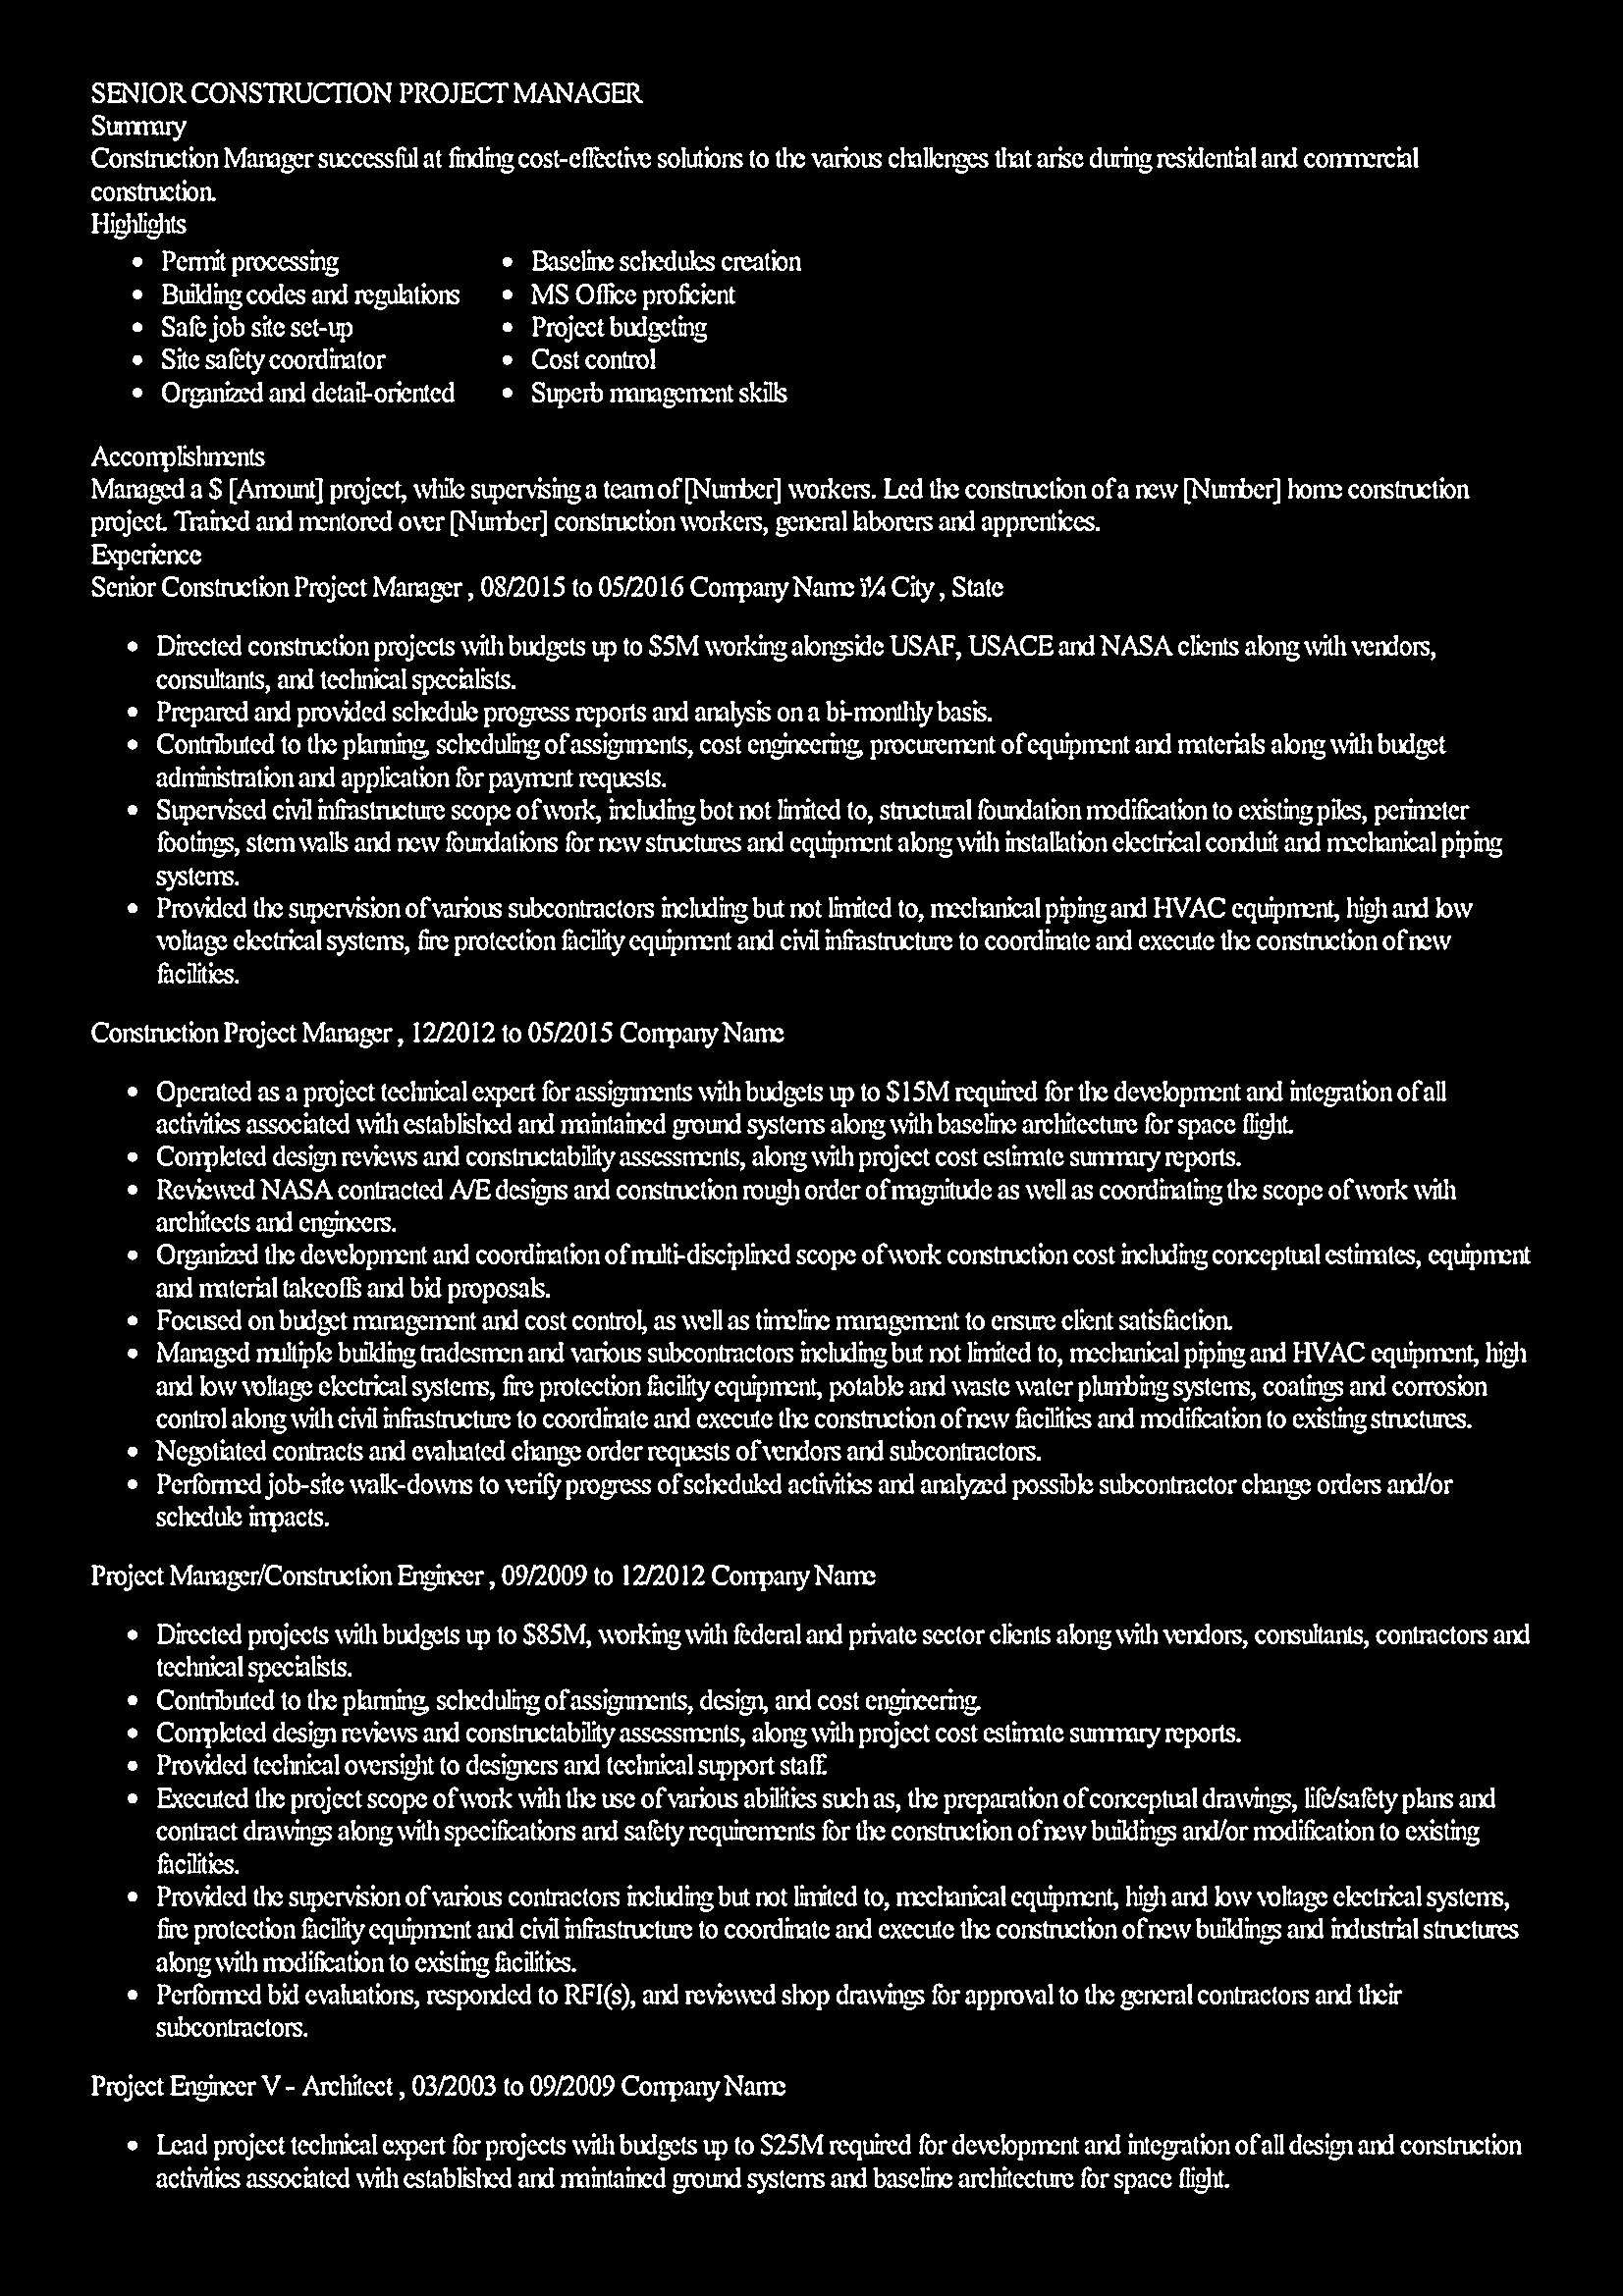 SENIOR CONSTRUCTION PROJECT MANAGER
Summary
Construction Manager successful at finding cost-effective solutions to the various challenges that arise during residential and commercial
construction.
Highlights
• Permit processing
• Building codes and regulations
• Safe job site set-up
• Site safety coordinator
• Organized and detail-oriented
• Baseline schedules creation
• MS Office proficient
• Project budgeting
• Cost control
• Superb management skills
Accomplishments
Managed a $ [Amount] project, while supervising a team of [Number] workers. Led the construction of a new [Number] home construction
project. Trained and mentored over [Number] construction workers, general laborers and apprentices.
Experience
Senior Construction Project Manager , 08/2015 to 05/2016 Company Name ï¼ City , State
• Directed construction projects with budgets up to $5M working alongside USAF, USACE and NASA clients along with vendors,
consultants, and technical specialists.
• Prepared and provided schedule progress reports and analysis on a bi-monthly basis.
• Contributed to the planning, scheduling of assignments, cost engineering, procurement of equipment and materials along with budget
administration and application for payment requests.
• Supervised civil infrastructure scope of work, including bot not limited to, structural foundation modification to existing piles, perimeter
footings, stem walls and new foundations for new structures and equipment along with installation electrical conduit and mechanical piping
systems.
• Provided the supervision of various subcontractors including but not limited to, mechanical piping and HVAC equipment, high and low
voltage electrical systems, fire protection facility equipment and civil infrastructure to coordinate and execute the construction of new
facilities.
Construction Project Manager , 12/2012 to 05/2015 Company Name
• Operated as a project technical expert for assignments with budgets up to $15M required for the development and integration of all
activities associated with established and maintained ground systems along with baseline architecture for space flight.
• Completed design reviews and constructability assessments, along with project cost estimate summary reports.
• Reviewed NASA contracted A/E designs and construction rough order of magnitude as well as coordinating the scope of work with
architects and engineers.
• Organized the development and coordination of multi-disciplined scope of work construction cost including conceptual estimates, equipment
and material takeoffs and bid proposals.
• Focused on budget management and cost control, as well as timeline management to ensure client satisfaction.
• Managed multiple building tradesmen and various subcontractors including but not limited to, mechanical piping and HVAC equipment, high
and low voltage electrical systems, fire protection facility equipment, potable and waste water plumbing systems, coatings and corrosion
control along with civil infrastructure to coordinate and execute the construction of new facilities and modification to existing structures.
• Negotiated contracts and evaluated change order requests of vendors and subcontractors.
• Performed job-site walk-downs to verify progress of scheduled activities and analyzed possible subcontractor change orders and/or
schedule impacts.
Project Manager/Construction Engineer , 09/2009 to 12/2012 Company Name
• Directed projects with budgets up to $85M, working with federal and private sector clients along with vendors, consultants, contractors and
technical specialists.
• Contributed to the planning, scheduling of assignments, design, and cost engineering.
• Completed design reviews and constructability assessments, along with project cost estimate summary reports.
• Provided technical oversight to designers and technical support staff.
• Executed the project scope of work with the use of various abilities such as, the preparation of conceptual drawings, life/safety plans and
contract drawings along with specifications and safety requirements for the construction of new buildings and/or modification to existing
facilities.
• Provided the supervision of various contractors including but not limited to, mechanical equipment, high and low voltage electrical systems,
fire protection facility equipment and civil infrastructure to coordinate and execute the construction of new buildings and industrial structures
along with modification to existing facilities.
• Performed bid evaluations, responded to RFI(s), and reviewed shop drawings for approval to the general contractors and their
subcontractors.
Project Engineer V - Architect , 03/2003 to 09/2009 Company Name
• Lead project technical expert for projects with budgets up to $25M required for development and integration of all design and construction
activities associated with established and maintained ground systems and baseline architecture for space flight.